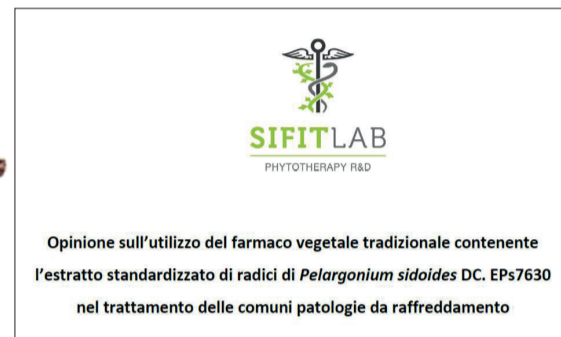 SIFITLAB
PHYTOTHERAPY R&D
Opinione sull'utilizzo del farmaco vegetale tradizionale contenente
l'estratto standardizzato di radici di Pelargonium sidoides DC. EPs7630
nel trattamento delle comuni patologie da raffreddamento